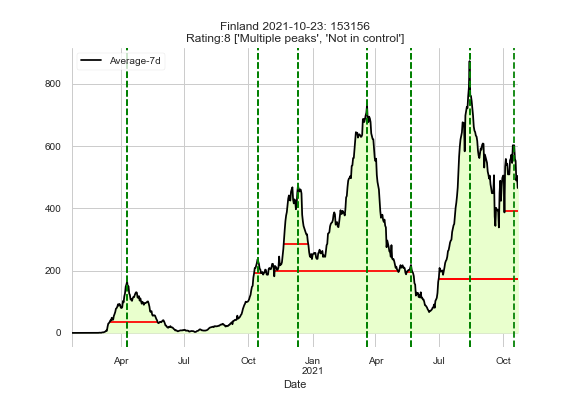 Finland 2021-10-23: 153156
Rating:8 ['Multiple peaks', 'Not in control']
Average-7d
800
600
400
200
0
Apr Jul Oct Jan Apr Jul Oct
2021
Date